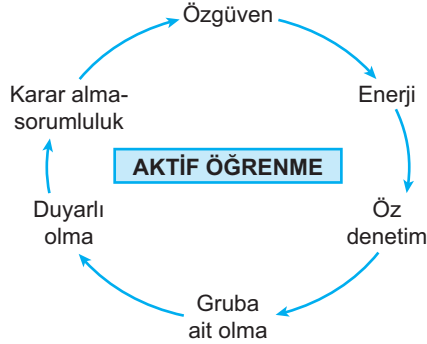 Özgüven
Enerji
Öz
denetim
Gruba
ait olma
Duyarlı
olma
Karar alma-
sorumluluk
AKTİF ÖĞRENME